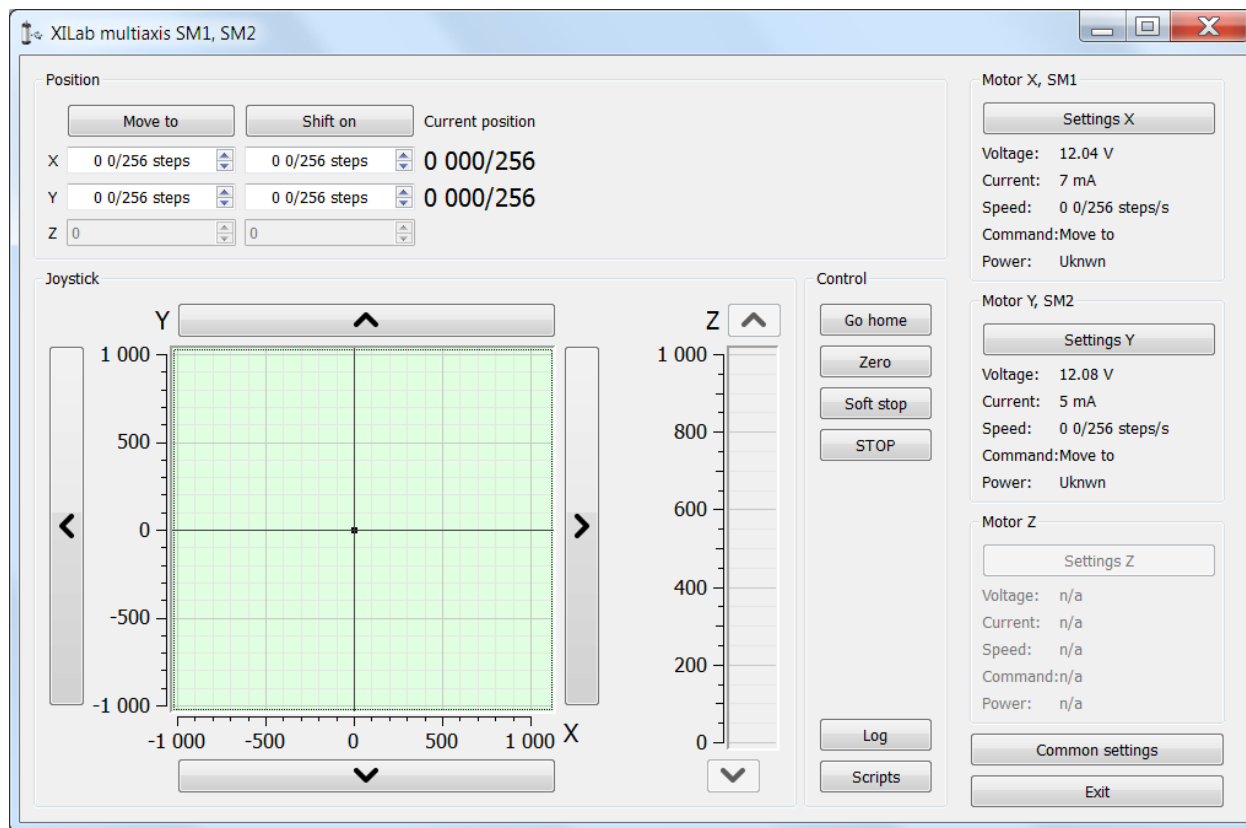 XILab multiaxis SM1, SM2
Position
Move to Shift on Current position
X 0 0/256 steps 0 0/256 steps 0 000/256
Y 0 0/256 steps 0 0/256 steps 0 000/256
Z 0 0
Joystick
Y
1 000
500
0
-500
-1 000
-1 000 -500 0 500 1 000 X
Z
1 000
800
600
400
200
0
Control
Go home
Zero
Soft stop
STOP
Log
Scripts
Motor X, SM1
Settings X
Voltage: 12.04 V
Current: 7 mA
Speed: 0 0/256 steps/s
Command:Move to
Power: Uknwn
Motor Y, SM2
Settings Y
Voltage: 12.08 V
Current: 5 mA
Speed: 0 0/256 steps/s
Command:Move to
Power: Uknwn
Motor Z
Settings Z
Voltage: n/a
Current: n/a
Speed: n/a
Command:n/a
Power: n/a
Common settings
Exit